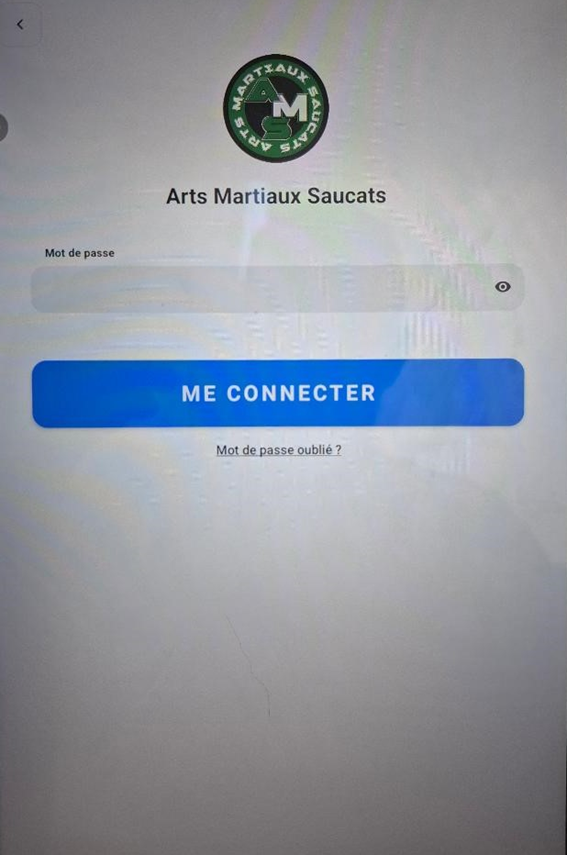 ARTS MARTIAUX SAUCATS
AMS
Arts Martiaux Saucats
Mot de passe
ME CONNECTER
Mot de passe oublié ?